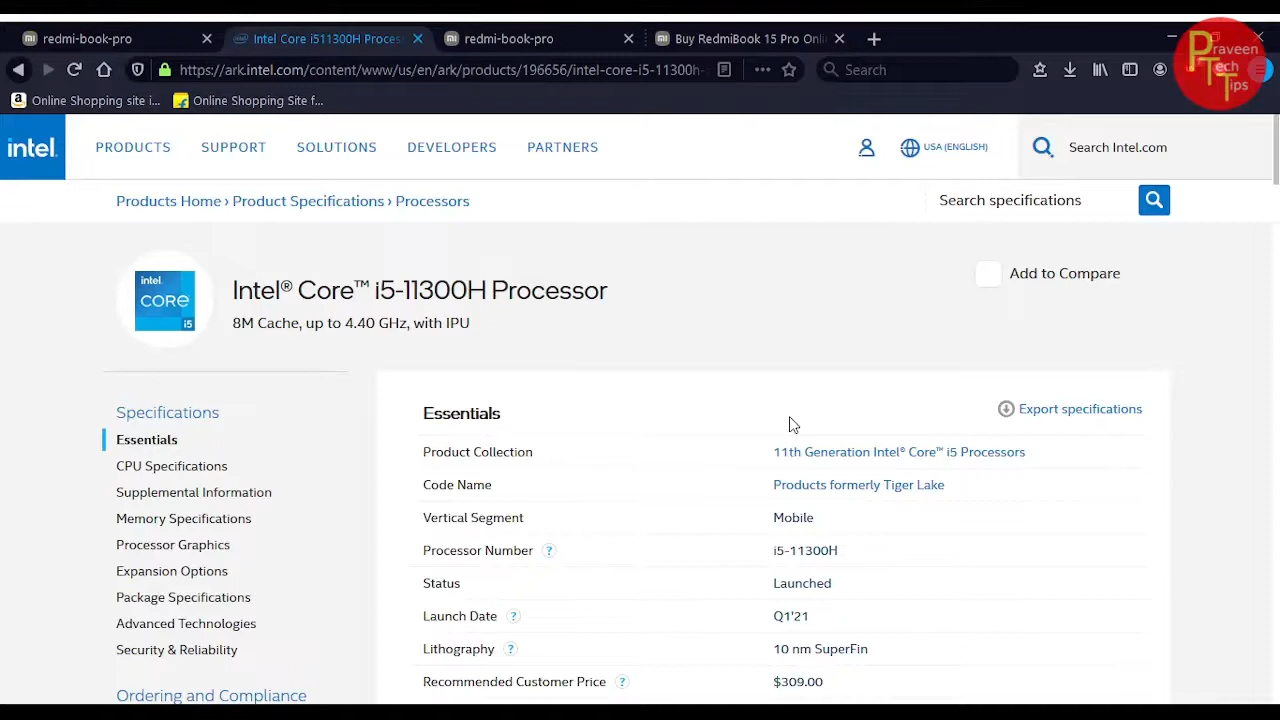 redmi-book-pro
Intel Core i511300H Proces
redmi-book-pro
Buy RedmiBook 15 Pro Onli
https://ark.intel.com/content/www/us/en/ark/products/196656/intel-core-i5-11300h-
Search
Praveen
Tech
Tips
Online Shopping site i...
Online Shopping Site f...
intel.
PRODUCTS
SUPPORT
SOLUTIONS
DEVELOPERS
PARTNERS
USA (ENGLISH)
Search Intel.com
Products Home › Product Specifications › Processors
Search specifications
intel.
CORE
i5
Intel® Core™ i5-11300H Processor
8M Cache, up to 4.40 GHz, with IPU
Add to Compare
Specifications
Essentials
CPU Specifications
Supplemental Information
Memory Specifications
Processor Graphics
Expansion Options
Package Specifications
Advanced Technologies
Security & Reliability
Ordering and Compliance
Essentials
Export specifications
Product Collection 11th Generation Intel® Core™ i5 Processors
Code Name Products formerly Tiger Lake
Vertical Segment Mobile
Processor Number ? i5-11300H
Status Launched
Launch Date ? Q1'21
Lithography ? 10 nm SuperFin
Recommended Customer Price ? $309.00